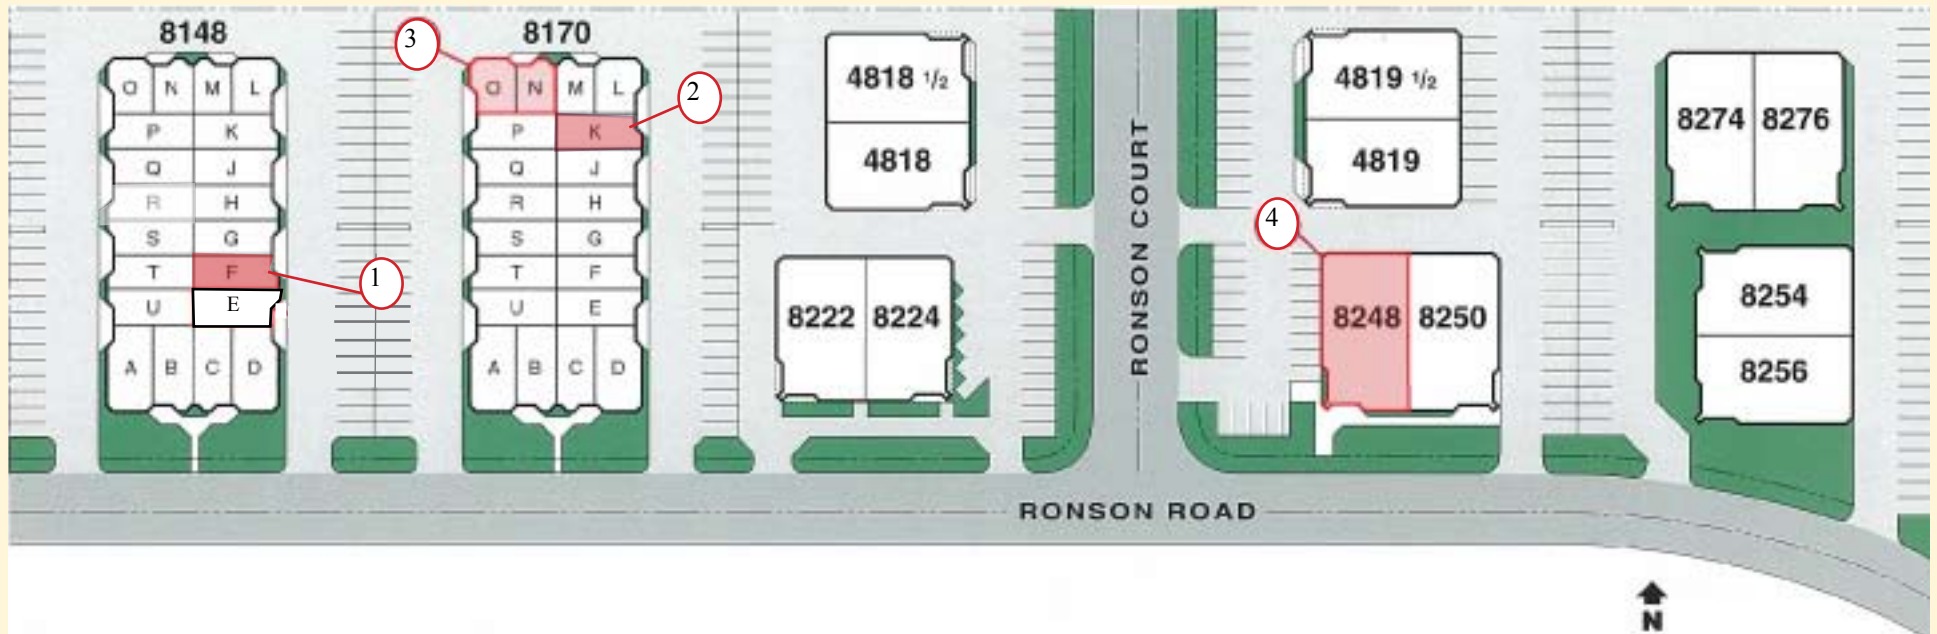 8148
O N M L
P K
Q J
R H
S G
T F
U E
A B C D
1
8170
O N M L
P K
Q J
R H
S G
T F
U E
A B C D
3
2
4818 1/2
4818
8222 8224
RONSON COURT
4819 1/2
4819
4
8248 8250
8274 8276
8254
8256
RONSON ROAD
N